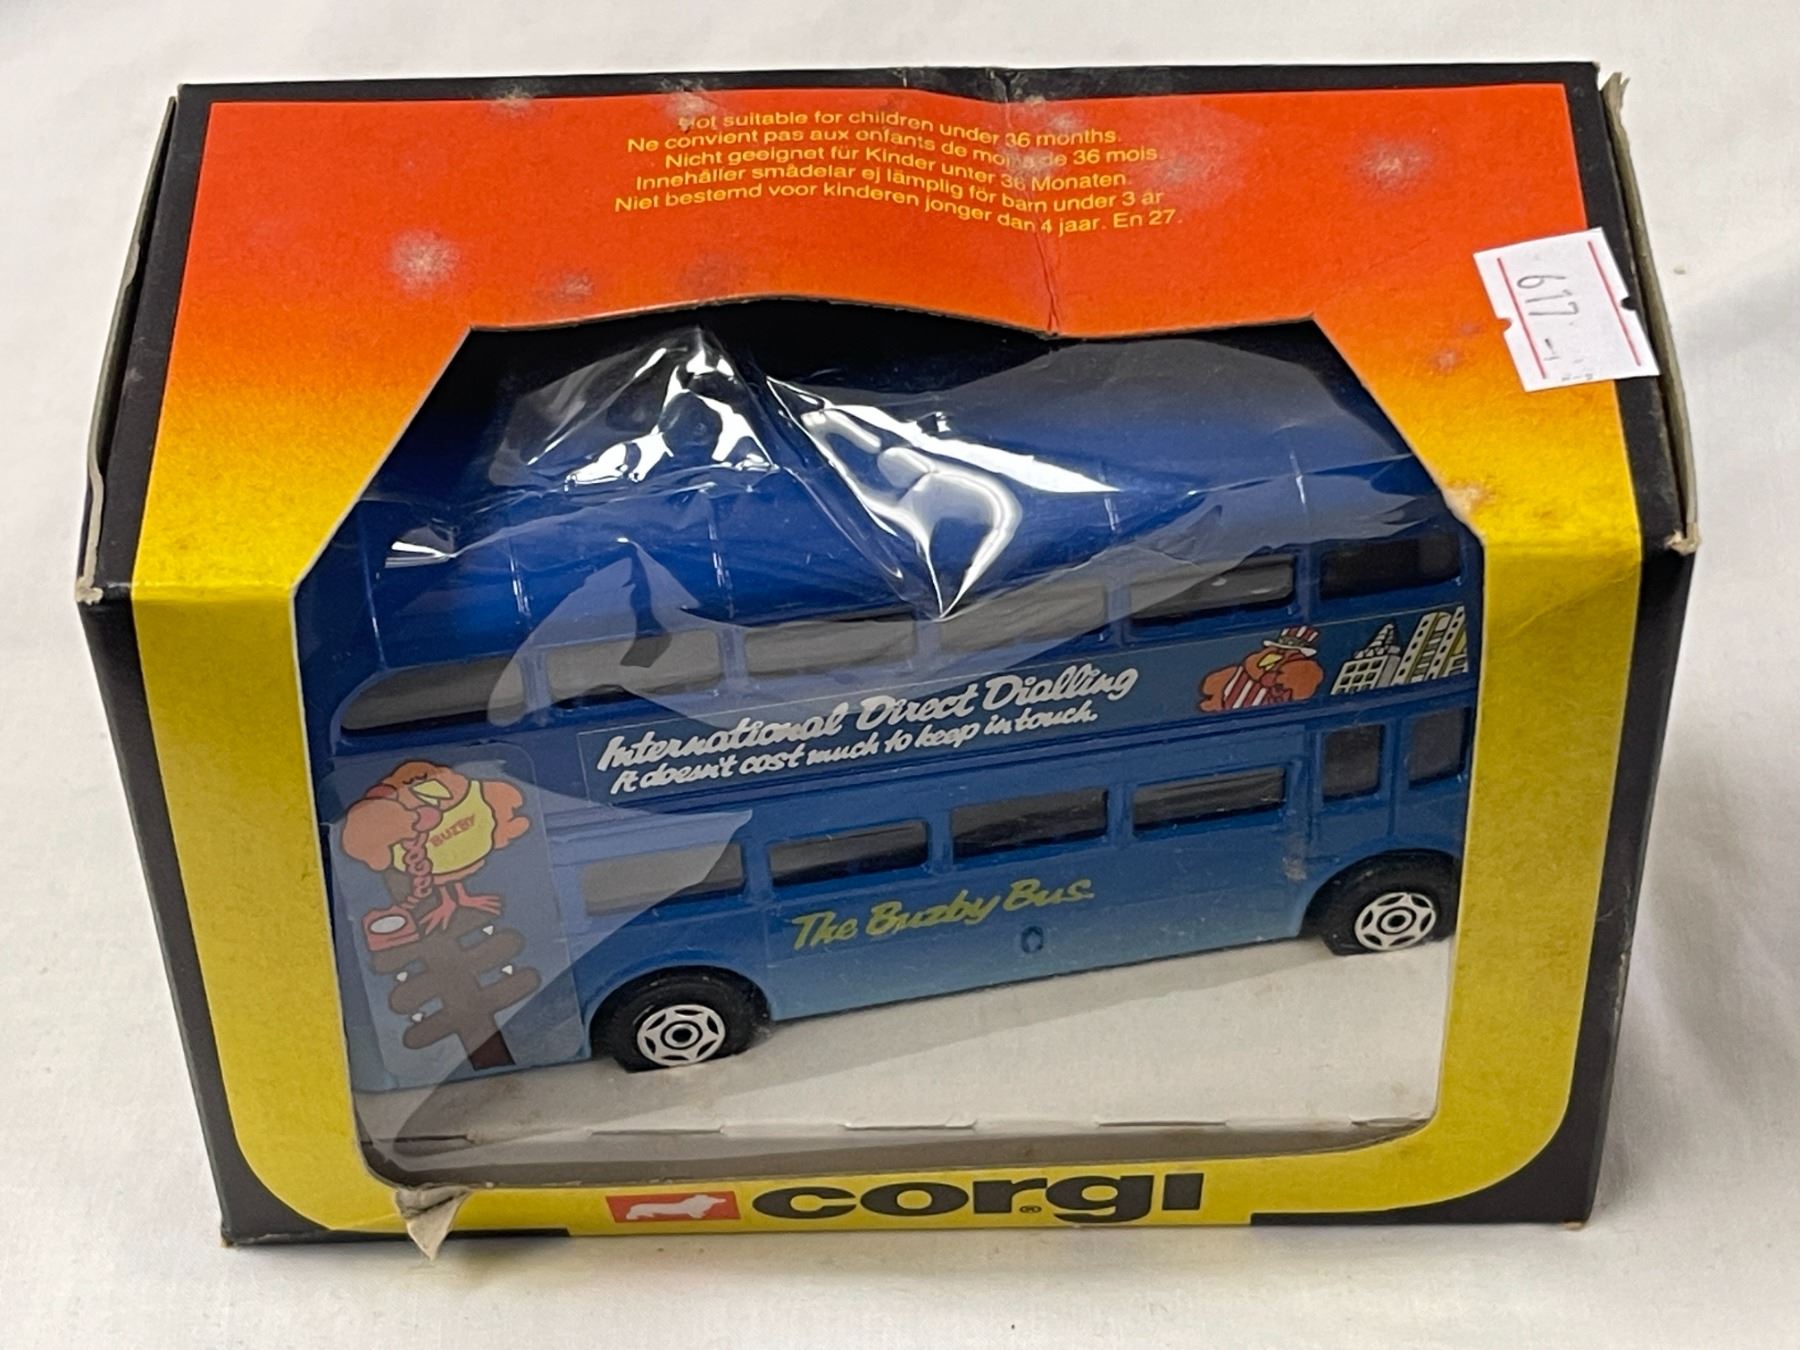 Not suitable for children under 36 months.
Ne convient pas aux enfants de moins de 36 mois.
Nicht geeignet für Kinder unter 36 Monaten.
Innehåller smådelar ej lämplig för barn under 3 år
Niet bestemd voor kinderen jonger dan 4 jaar. En 27.
617-1
International Direct Dialling
It doesn't cost much to keep in touch.
BUZBY
The Buzby Bus.
corgi®